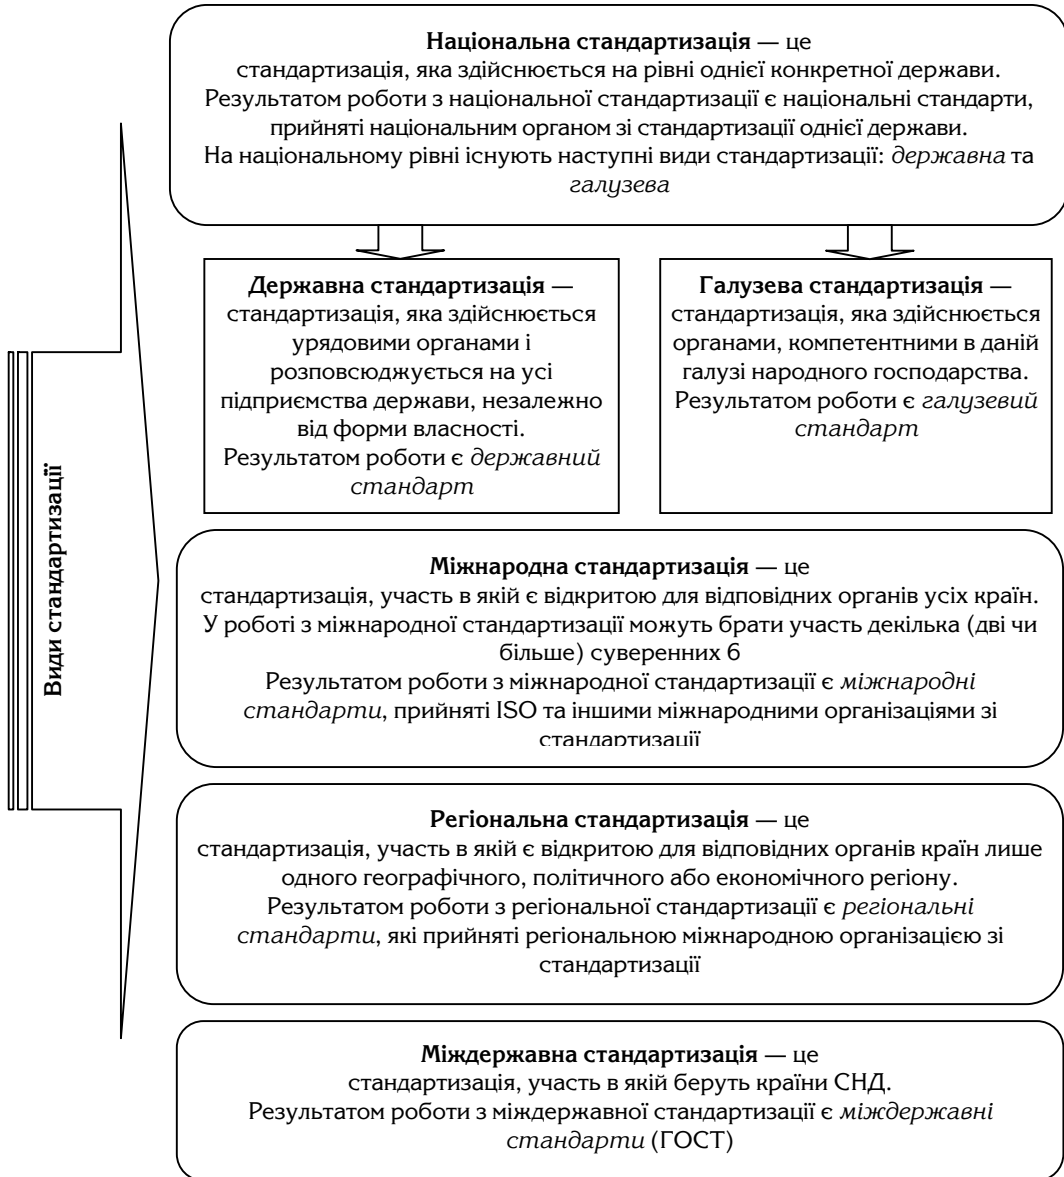 Національна стандартизація — це
стандартизація, яка здійснюється на рівні однієї конкретної держави.
Результатом роботи з національної стандартизації є національні стандарти,
прийняті національним органом зі стандартизації однієї держави.
На національному рівні існують наступні види стандартизації: державна та
галузева
Державна стандартизація —
стандартизація, яка здійснюється
урядовими органами і
розповсюджується на усі
підприємства держави, незалежно
від форми власності.
Результатом роботи є державний
стандарт
Галузева стандартизація —
стандартизація, яка здійснюється
органами, компетентними в даній
галузі народного господарства.
Результатом роботи є галузевий
стандарт
Види стандартизації
Міжнародна стандартизація — це
стандартизація, участь в якій є відкритою для відповідних органів усіх країн.
У роботі з міжнародної стандартизації можуть брати участь декілька (дві чи
більше) суверенних 6
Результатом роботи з міжнародної стандартизації є міжнародні
стандарти, прийняті ISO та іншими міжнародними організаціями зі
стандартизації
Регіональна стандартизація — це
стандартизація, участь в якій є відкритою для відповідних органів країн лише
одного географічного, політичного або економічного регіону.
Результатом роботи з регіональної стандартизації є регіональні
стандарти, які прийняті регіональною міжнародною організацією зі
стандартизації
Міждержавна стандартизація — це
стандартизація, участь в якій беруть країни СНД.
Результатом роботи з міждержавної стандартизації є міждержавні
стандарти (ГОСТ)